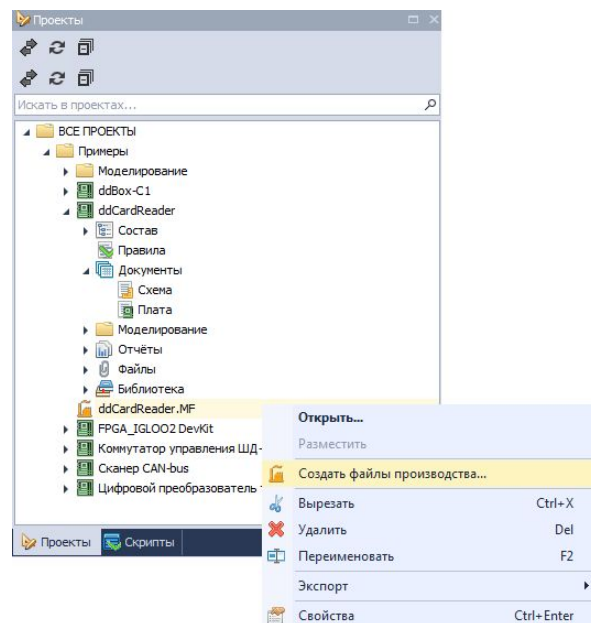 Проекты
Искать в проектах...
ВСЕ ПРОЕКТЫ
Примеры
Моделирование
ddBox-C1
ddCardReader
Состав
Правила
Документы
Схема
Плата
Моделирование
Отчёты
Файлы
Библиотека
ddCardReader.MF
FPGA_IGLOO2 DevKit
Коммутатор управления ШД-
Сканер CAN-bus
Цифровой преобразователь
Проекты Скрипты
Открыть...
Разместить
Создать файлы производства...
Вырезать Ctrl+X
Удалить Del
Переименовать F2
Экспорт
Свойства Ctrl+Enter